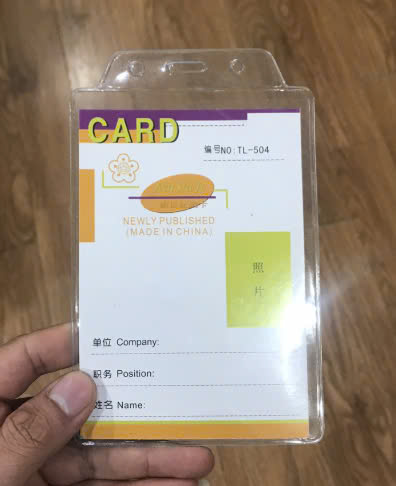 CARD
编号NO: TL-504
NEWLY PUBLISHED
(MADE IN CHINA)
照
片
单位 Company:
职务 Position:
姓名 Name: